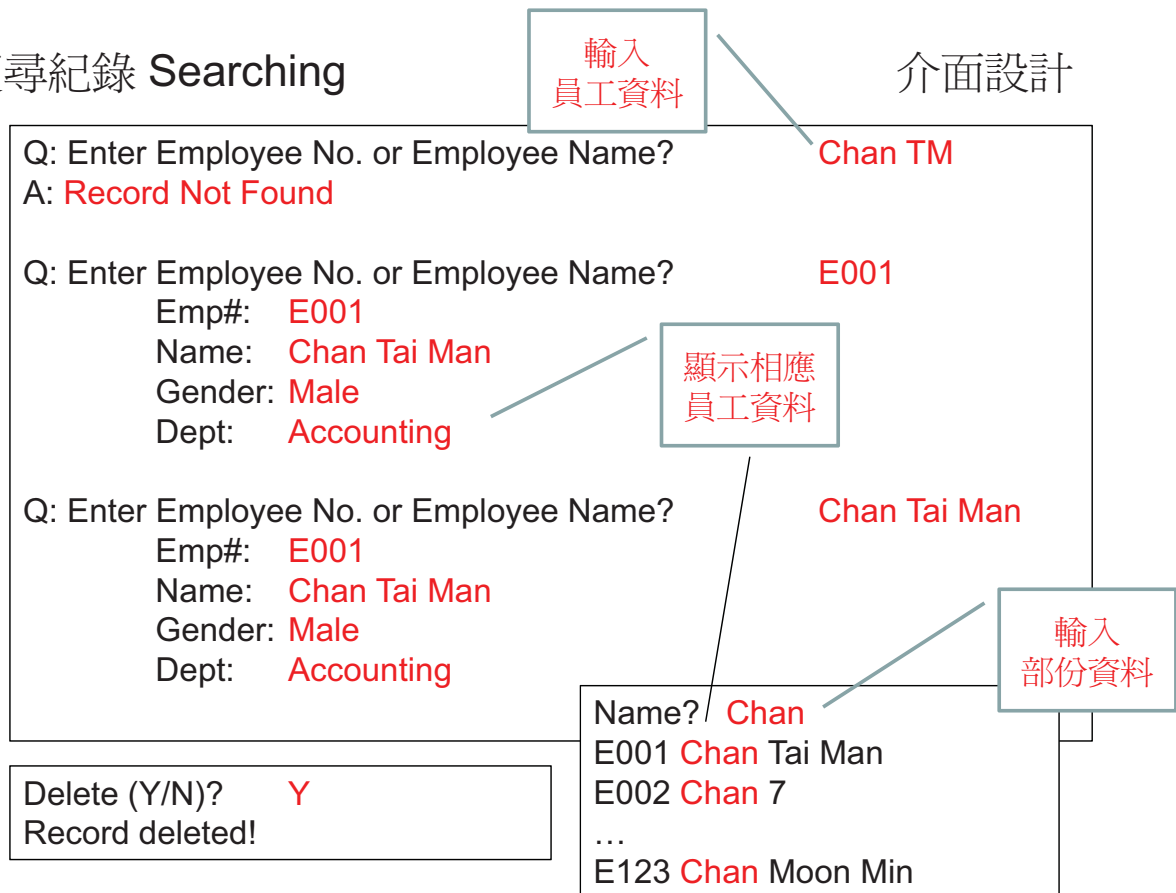 尋紀錄 Searching
介面設計
輸入
員工資料
Q: Enter Employee No. or Employee Name? Chan TM
A: Record Not Found
Q: Enter Employee No. or Employee Name? E001
Emp#: E001
Name: Chan Tai Man
Gender: Male
Dept: Accounting
顯示相應
員工資料
Q: Enter Employee No. or Employee Name? Chan Tai Man
Emp#: E001
Name: Chan Tai Man
Gender: Male
Dept: Accounting
輸入
部份資料
Name? Chan
E001 Chan Tai Man
E002 Chan 7
…
E123 Chan Moon Min
Delete (Y/N)? Y
Record deleted!